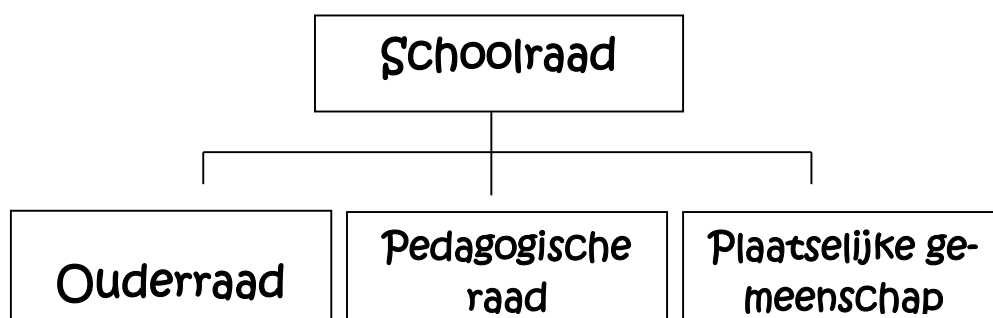 Schoolraad
Ouderraad
Pedagogische
raad
Plaatselijke ge-
meenschap